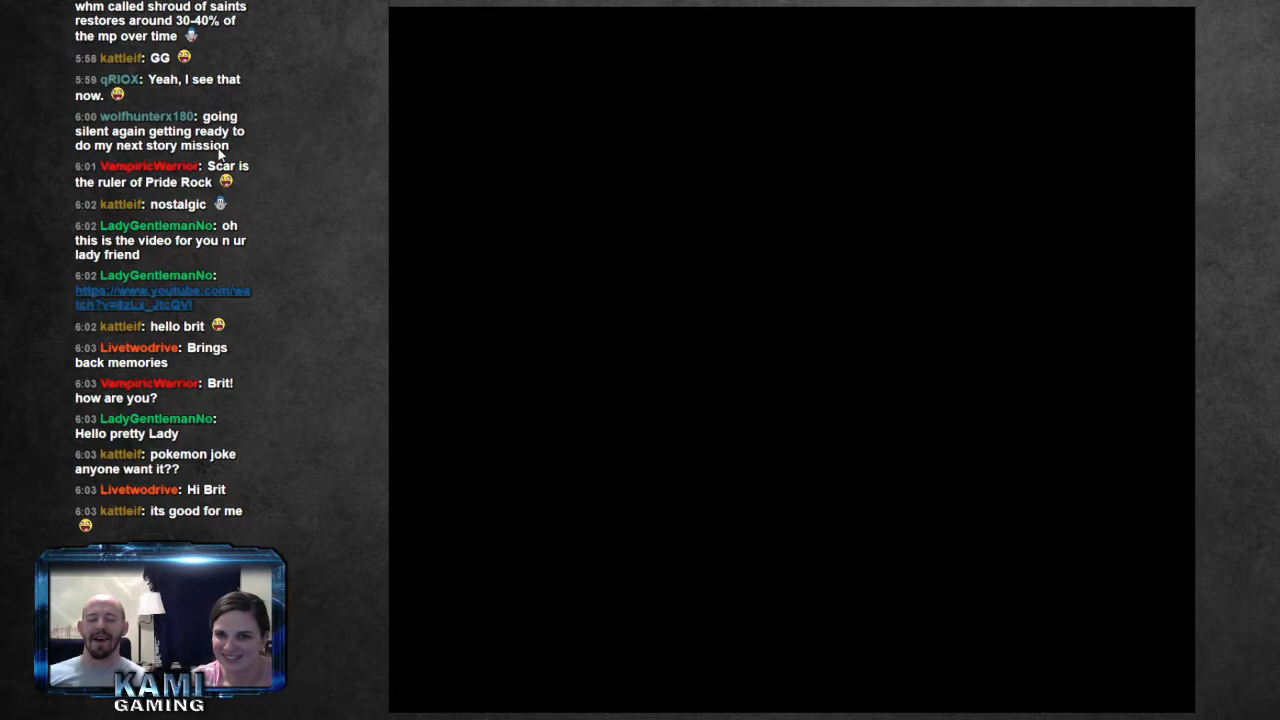 whm called shroud of saints
restores around 30-40% of
the mp over time
5:58 kattleif: GG
5:59 qRIOX: Yeah, I see that
now.
6:00 wolfhunterx180: going
silent again getting ready to
do my next story mission
6:01 VampiricWarrior: Scar is
the ruler of Pride Rock
6:02 kattleif: nostalgic
6:02 LadyGentlemanNo: oh
this is the video for you n ur
lady friend
6:02 LadyGentlemanNo:
https://www.youtube.com/wa
6:02 kattleif: hello brit
6:03 Livetwodrive: Brings
back memories
6:03 VampiricWarrior: Brit!
how are you?
6:03 LadyGentlemanNo:
Hello pretty Lady
6:03 kattleif: pokemon joke
anyone want it??
6:03 Livetwodrive: Hi Brit
6:03 kattleif: its good for me
KAMI
GAMING